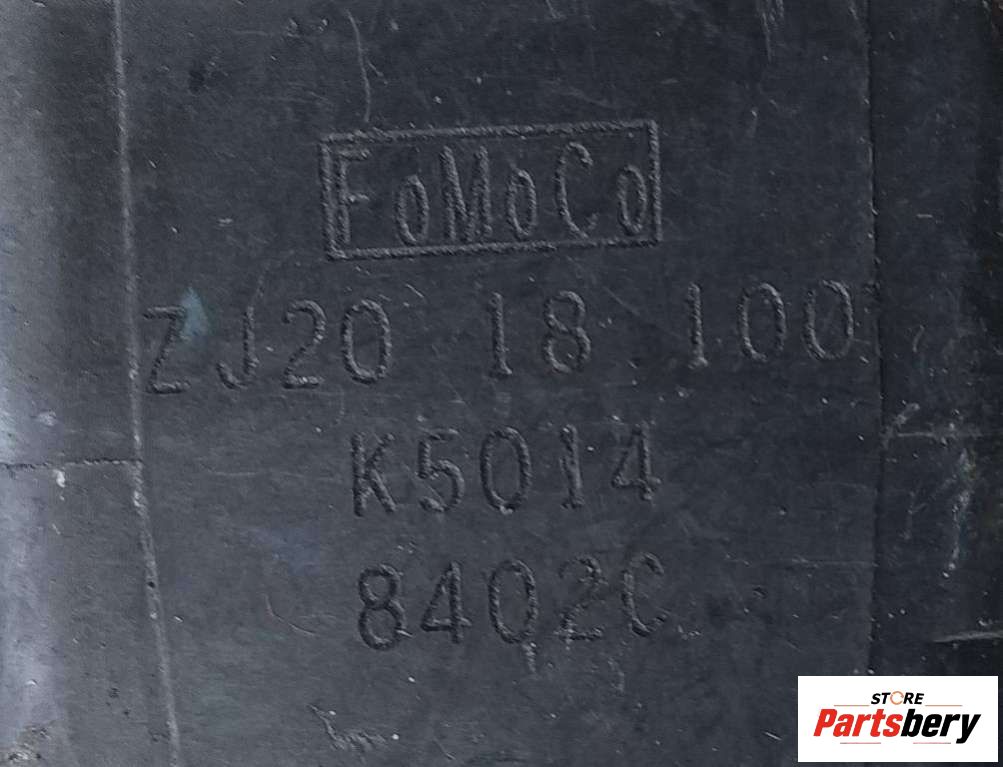 FoMoCo
ZJ20 18 100
K5014
8402C
STORE
Partsbery